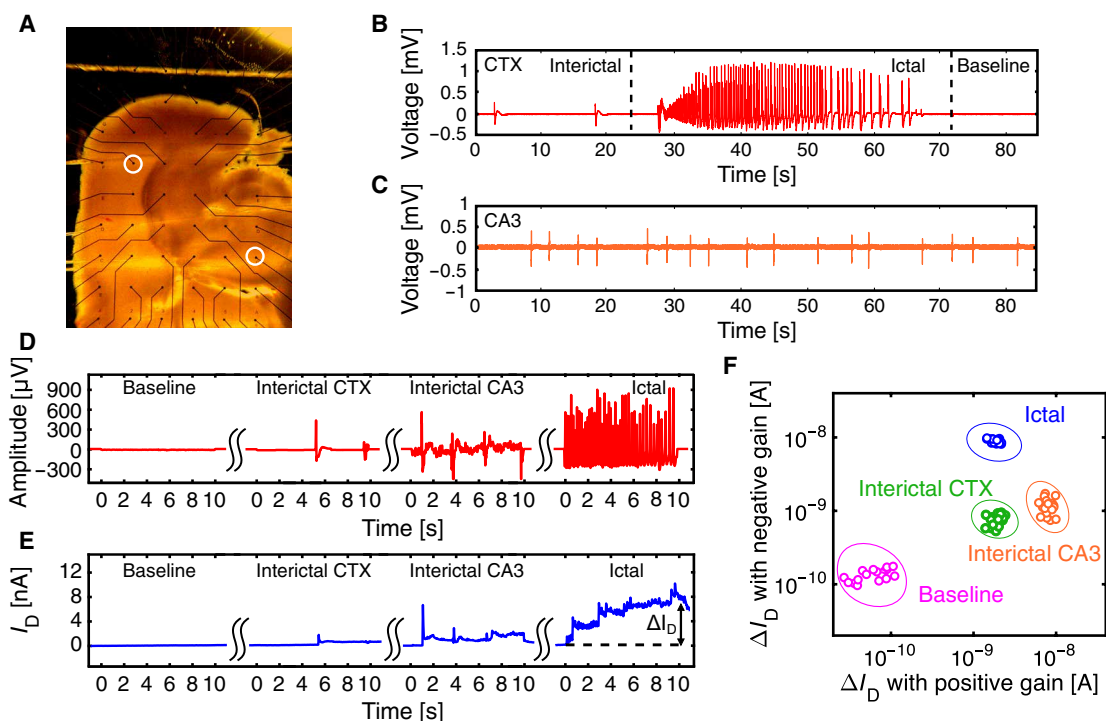 A
B
Voltage [mV]
1.5
1
0.5
0
−0.5
CTX
Interictal
Ictal
Baseline
0 10 20 30 40 50 60 70 80
Time [s]
C
Voltage [mV]
1
0.5
0
−0.5
−1
CA3
0 10 20 30 40 50 60 70 80
Time [s]
D
Amplitude [µV]
900
600
300
0
−300
Baseline
Interictal CTX
Interictal CA3
Ictal
0 2 4 6 8 10 0 2 4 6 8 10 0 2 4 6 8 10 0 2 4 6 8 10
Time [s] Time [s] Time [s] Time [s]
E
I_D [nA]
12
8
4
0
Baseline
Interictal CTX
Interictal CA3
Ictal
ΔI_D
0 2 4 6 8 10 0 2 4 6 8 10 0 2 4 6 8 10 0 2 4 6 8 10
Time [s] Time [s] Time [s] Time [s]
F
ΔI_D with negative gain [A]
10⁻⁸
10⁻⁹
10⁻¹⁰
Ictal
Interictal CTX
Interictal CA3
Baseline
10⁻¹⁰ 10⁻⁹ 10⁻⁸
ΔI_D with positive gain [A]